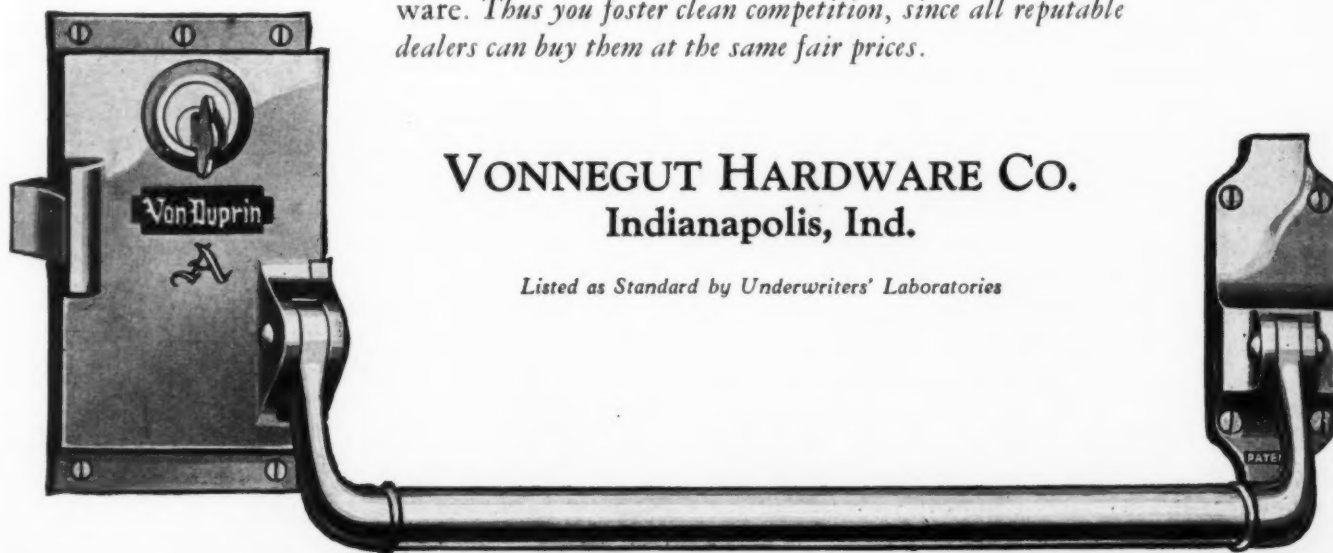 ware. Thus you foster clean competition, since all reputable
dealers can buy them at the same fair prices.
VONNEGUT HARDWARE CO.
Indianapolis, Ind.
Listed as Standard by Underwriters' Laboratories
Von Duprin
A
PATE